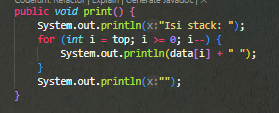 Codeium: Refactor | Explain | Generate Javadoc | ×
public void print() {
System.out.println(x:"Isi stack: ");
for (int i = top; i >= 0; i--) {
System.out.println(data[i] + " ");
}
System.out.println(x:"");
}